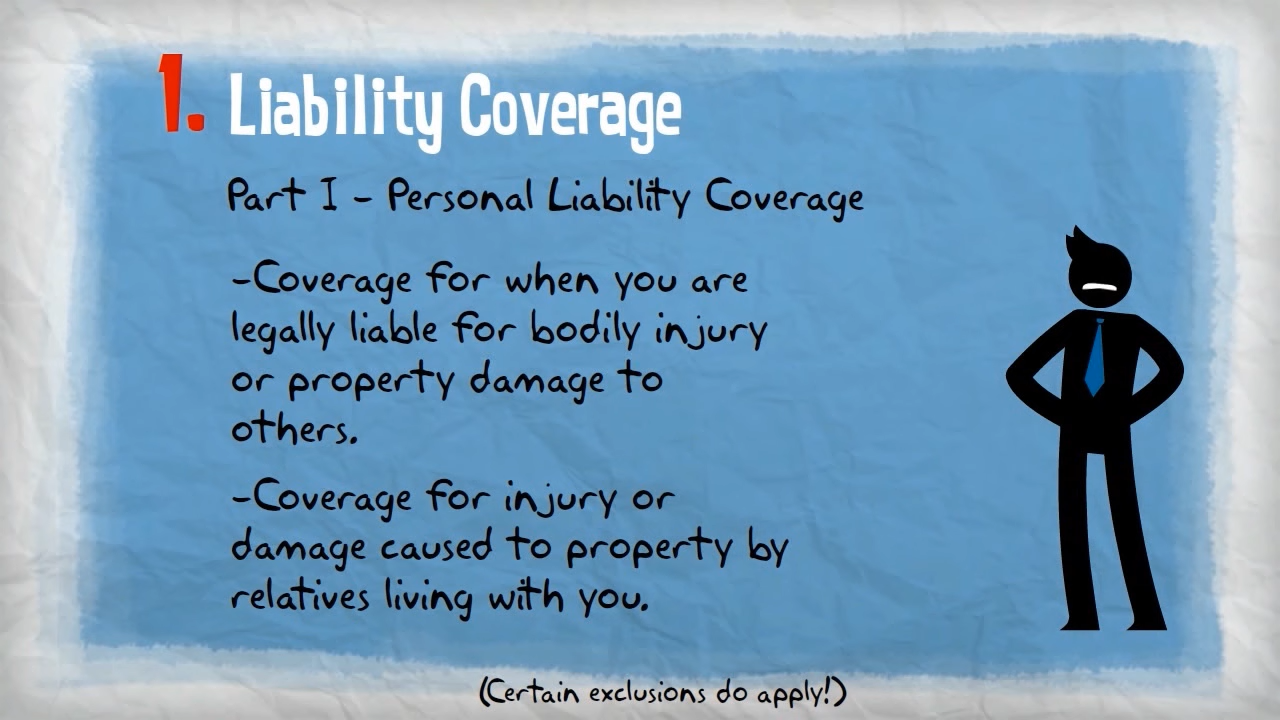 1. Liability Coverage
Part I - Personal Liability Coverage
-Coverage for when you are
legally liable for bodily injury
or property damage to
others.
-Coverage for injury or
damage caused to property by
relatives living with you.
(Certain exclusions do apply!)